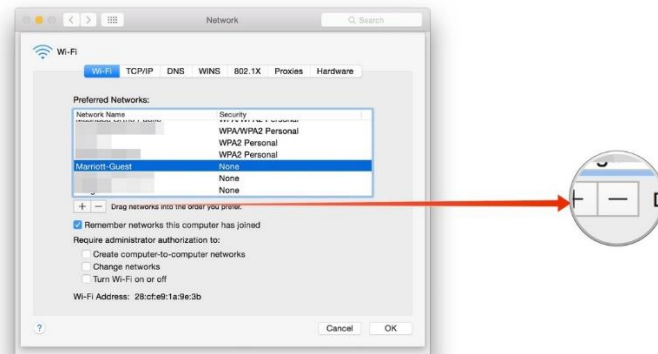 Network
Search
Wi-Fi
Wi-Fi TCP/IP DNS WINS 802.1X Proxies Hardware
Preferred Networks:
Network Name Security
WPA/WPA2 Personal
WPA/WPA2 Personal
WPA2 Personal
WPA2 Personal
Marriott-Guest None
None
None
+ − Drag networks into the order you prefer.
Remember networks this computer has joined
Require administrator authorization to:
Create computer-to-computer networks
Change networks
Turn Wi-Fi on or off
Wi-Fi Address: 28:cf:e9:1a:9e:3b
? Cancel OK